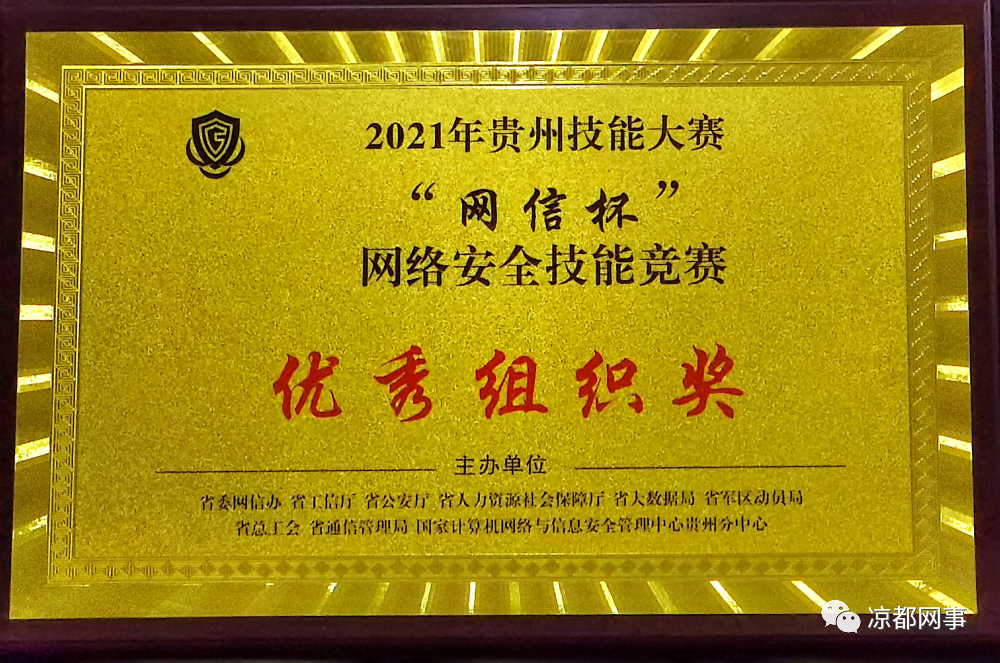 2021年贵州技能大赛
“网信杯”
网络安全技能竞赛
优秀组织奖
主办单位
省委网信办 省工信厅 省公安厅 省人力资源社会保障厅 省大数据局 省军区动员局
省总工会 省通信管理局 国家计算机网络与信息安全管理中心贵州分中心
凉都网事